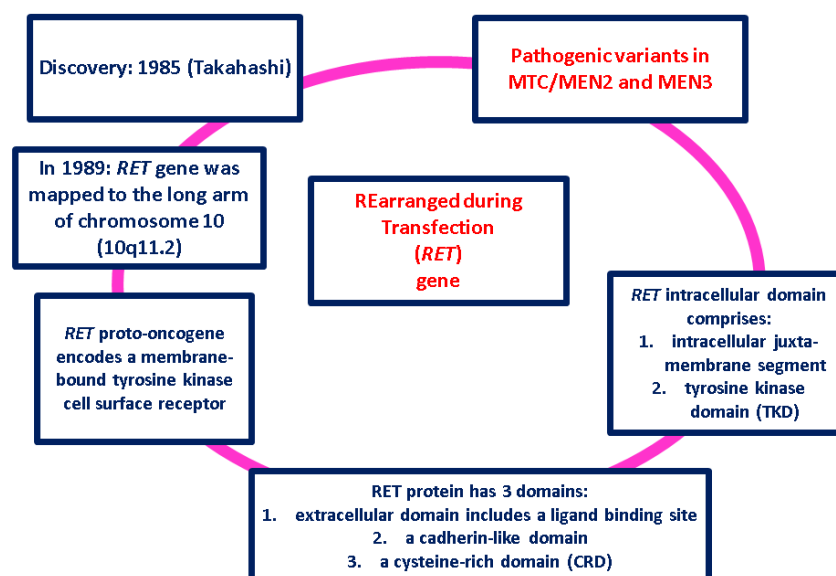 Discovery: 1985 (Takahashi)
Pathogenic variants in
MTC/MEN2 and MEN3
In 1989: RET gene was
mapped to the long arm
of chromosome 10
(10q11.2)
REarranged during
Transfection
(RET)
gene
RET proto-oncogene
encodes a membrane-
bound tyrosine kinase
cell surface receptor
RET intracellular domain
comprises:
1. intracellular juxta-
membrane segment
2. tyrosine kinase
domain (TKD)
RET protein has 3 domains:
1. extracellular domain includes a ligand binding site
2. a cadherin-like domain
3. a cysteine-rich domain (CRD)